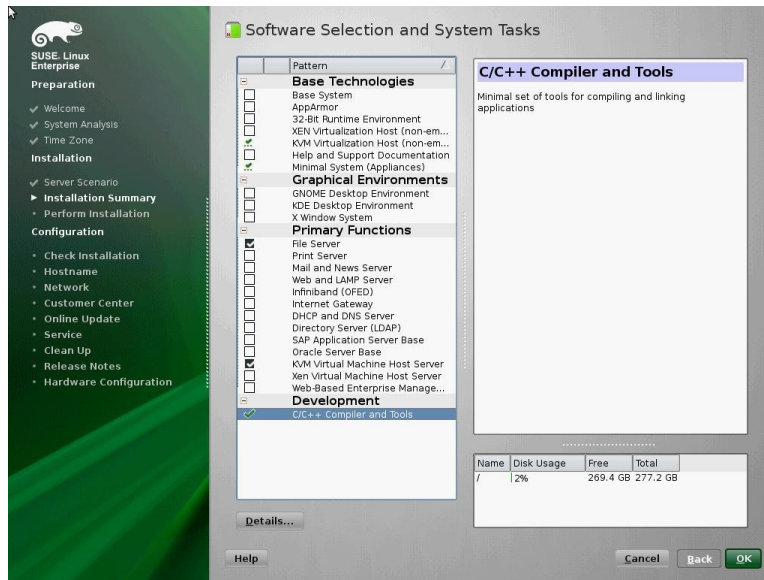 SUSE. Linux
Enterprise
Preparation
Welcome
System Analysis
Time Zone
Installation
Server Scenario
Installation Summary
Perform Installation
Configuration
Check Installation
Hostname
Network
Customer Center
Online Update
Service
Clean Up
Release Notes
Hardware Configuration
Software Selection and System Tasks
Pattern
Base Technologies
Base System
AppArmor
32-Bit Runtime Environment
XEN Virtualization Host (non-em...
KVM Virtualization Host (non-em...
Help and Support Documentation
Minimal System (Appliances)
Graphical Environments
GNOME Desktop Environment
KDE Desktop Environment
X Window System
Primary Functions
File Server
Print Server
Mail and News Server
Web and LAMP Server
Infiniband (OFED)
Internet Gateway
DHCP and DNS Server
Directory Server (LDAP)
SAP Application Server Base
Oracle Server Base
KVM Virtual Machine Host Server
Xen Virtual Machine Host Server
Web-Based Enterprise Manage...
Development
C/C++ Compiler and Tools
Details...
C/C++ Compiler and Tools
Minimal set of tools for compiling and linking
applications
Name Disk Usage Free Total
/ 2% 269.4 GB 277.2 GB
Help Cancel Back OK